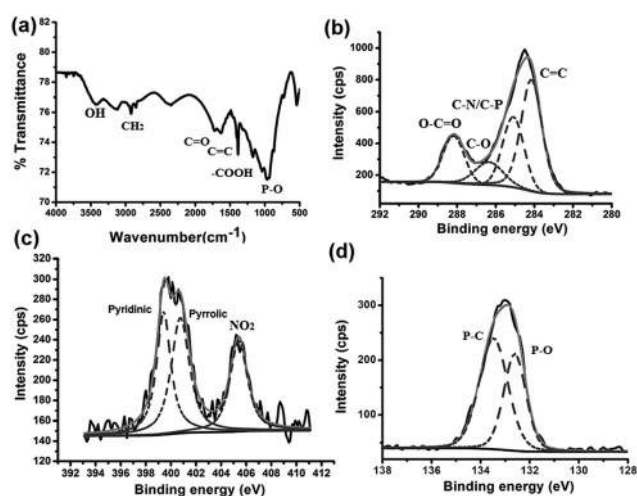 (a)
82
80
78
76
74
72
70
% Transmittance
OH
CH2
C=O
C=C
-COOH
P-O
4000 3500 3000 2500 2000 1500 1000 500
Wavenumber(cm-1)
(b)
1000
800
600
400
200
Intensity (cps)
C=C
C-N/C-P
O-C=O
C-O
292 290 288 286 284 282 280
Binding energy (eV)
(c)
320
300
280
260
240
220
200
180
160
140
120
Intensity (cps)
Pyridinic
Pyrrolic
NO2
392 394 396 398 400 402 404 406 408 410 412
Binding energy (eV)
(d)
300
200
100
Intensity (cps)
P-C
P-O
138 136 134 132 130 128
Binding energy (eV)